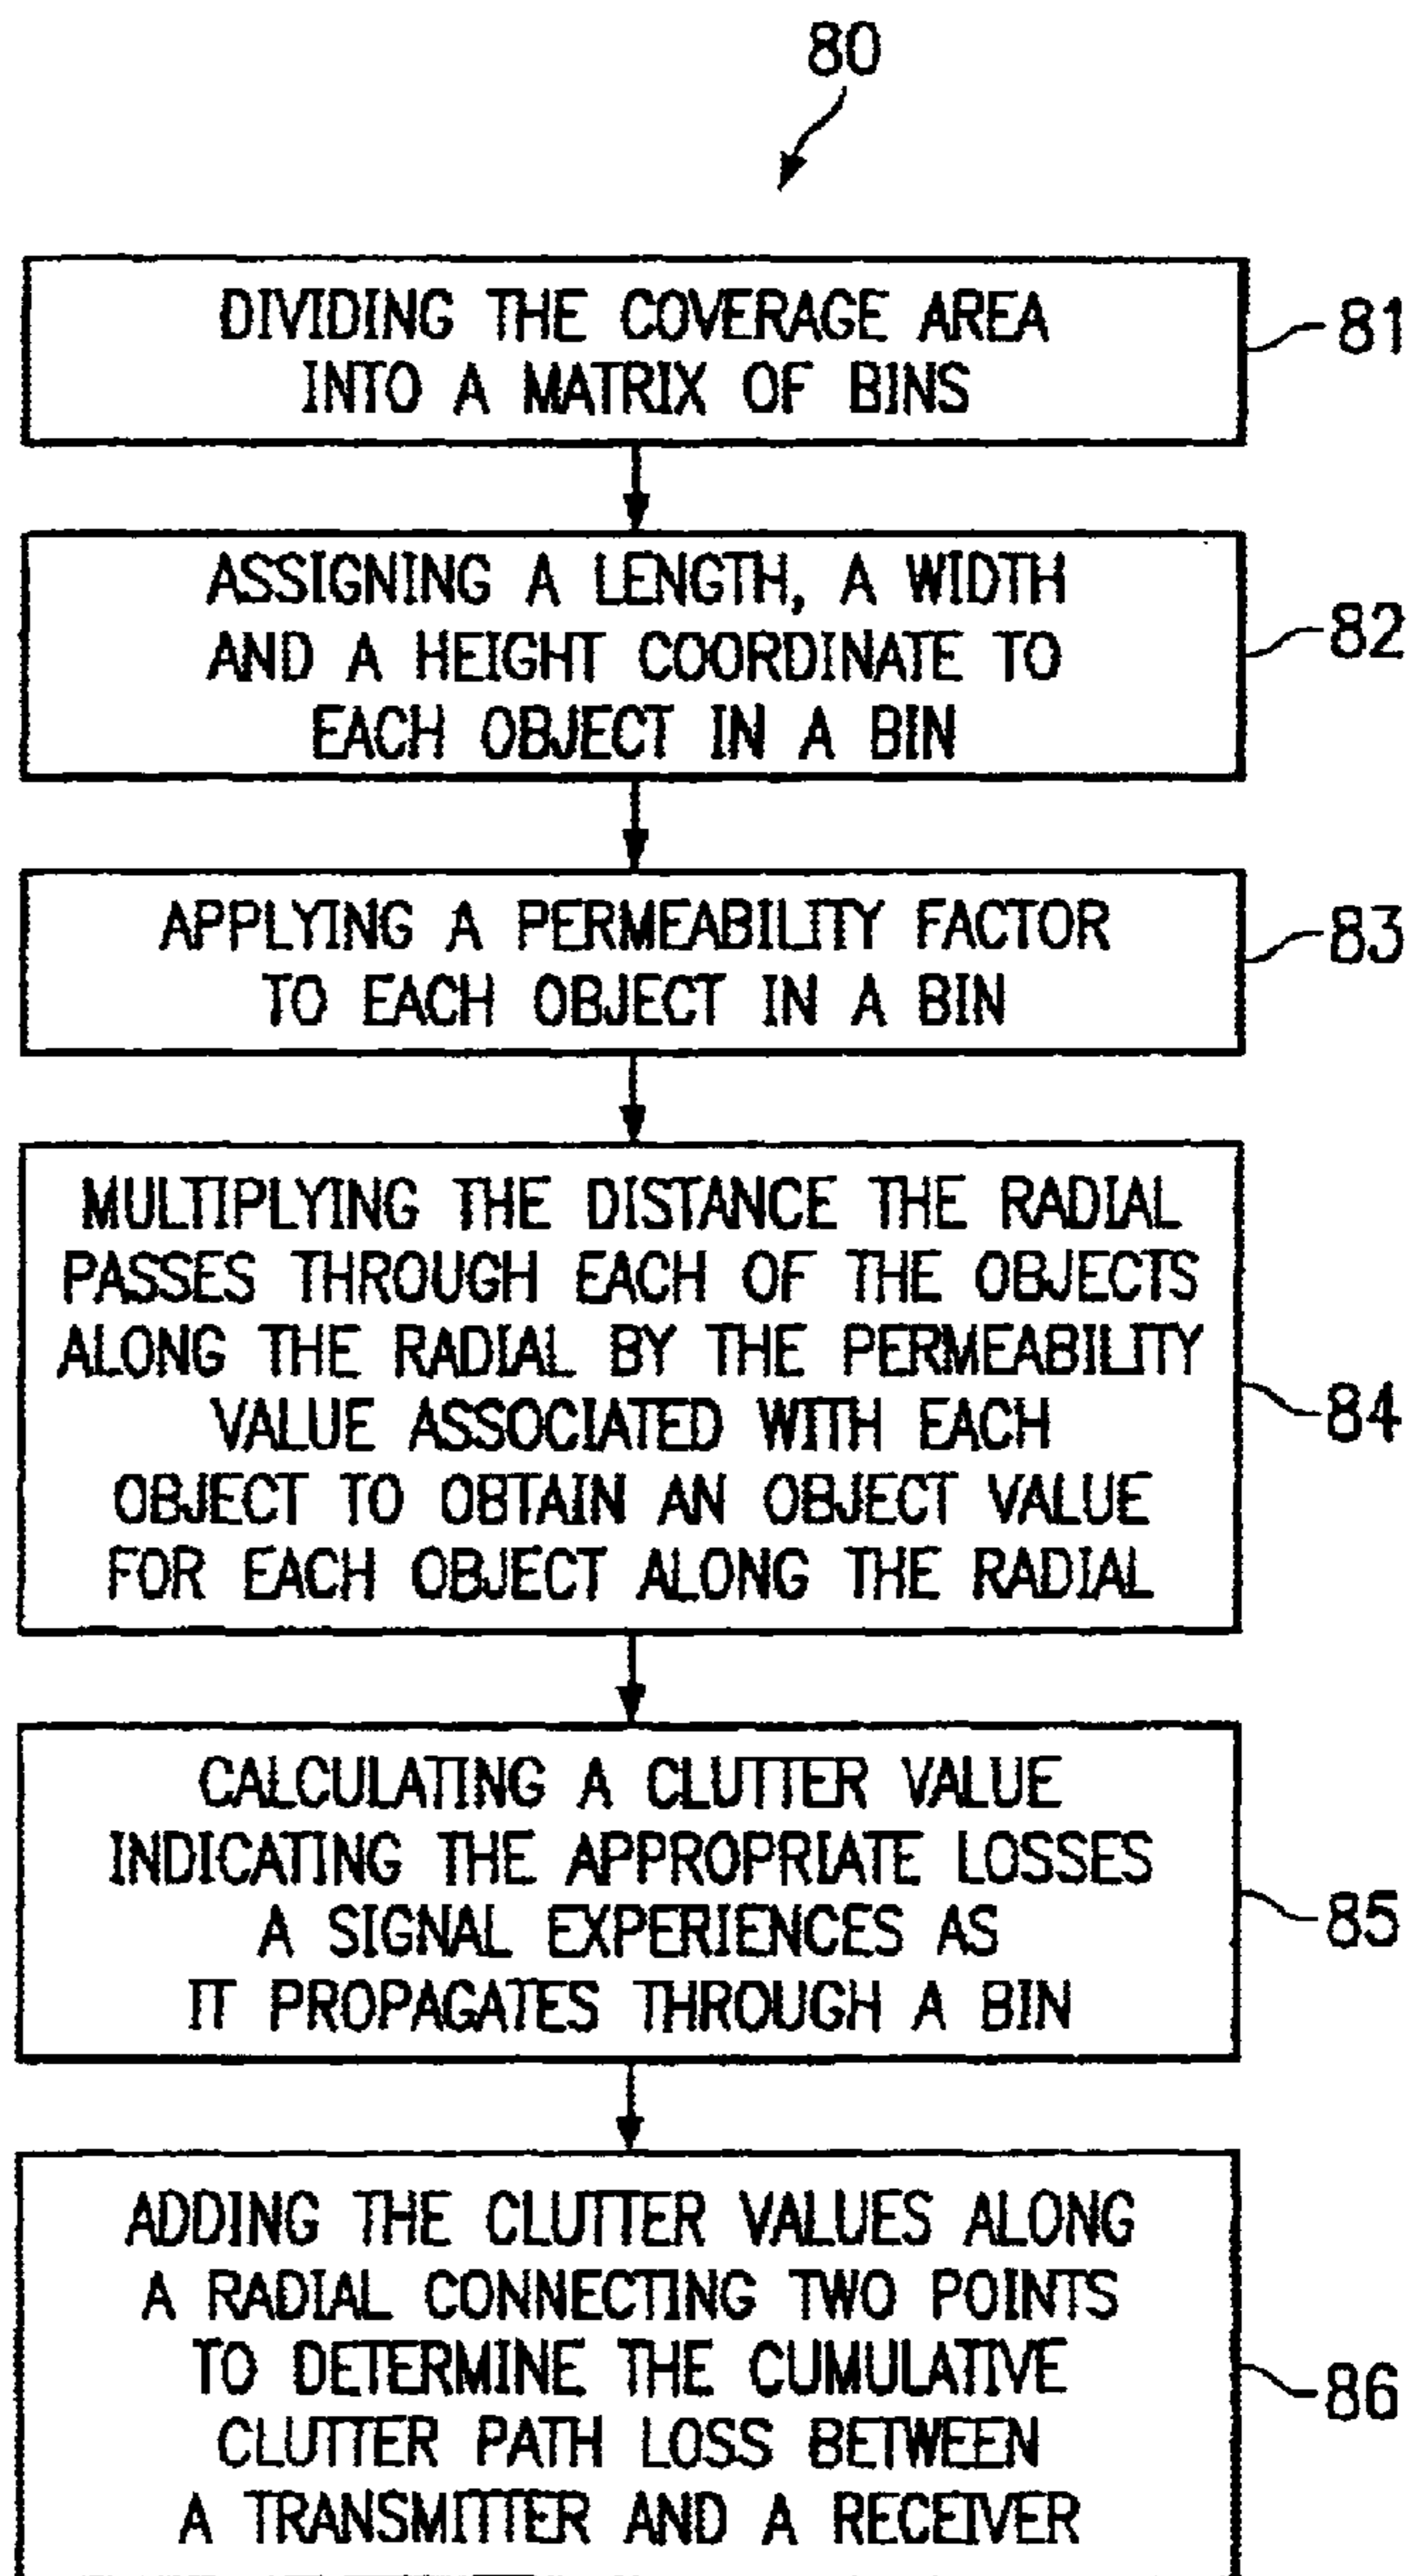 80
DIVIDING THE COVERAGE AREA
INTO A MATRIX OF BINS
81
ASSIGNING A LENGTH, A WIDTH
AND A HEIGHT COORDINATE TO
EACH OBJECT IN A BIN
82
APPLYING A PERMEABILITY FACTOR
TO EACH OBJECT IN A BIN
83
MULTIPLYING THE DISTANCE THE RADIAL
PASSES THROUGH EACH OF THE OBJECTS
ALONG THE RADIAL BY THE PERMEABILITY
VALUE ASSOCIATED WITH EACH
OBJECT TO OBTAIN AN OBJECT VALUE
FOR EACH OBJECT ALONG THE RADIAL
84
CALCULATING A CLUTTER VALUE
INDICATING THE APPROPRIATE LOSSES
A SIGNAL EXPERIENCES AS
IT PROPAGATES THROUGH A BIN
85
ADDING THE CLUTTER VALUES ALONG
A RADIAL CONNECTING TWO POINTS
TO DETERMINE THE CUMULATIVE
CLUTTER PATH LOSS BETWEEN
A TRANSMITTER AND A RECEIVER
86